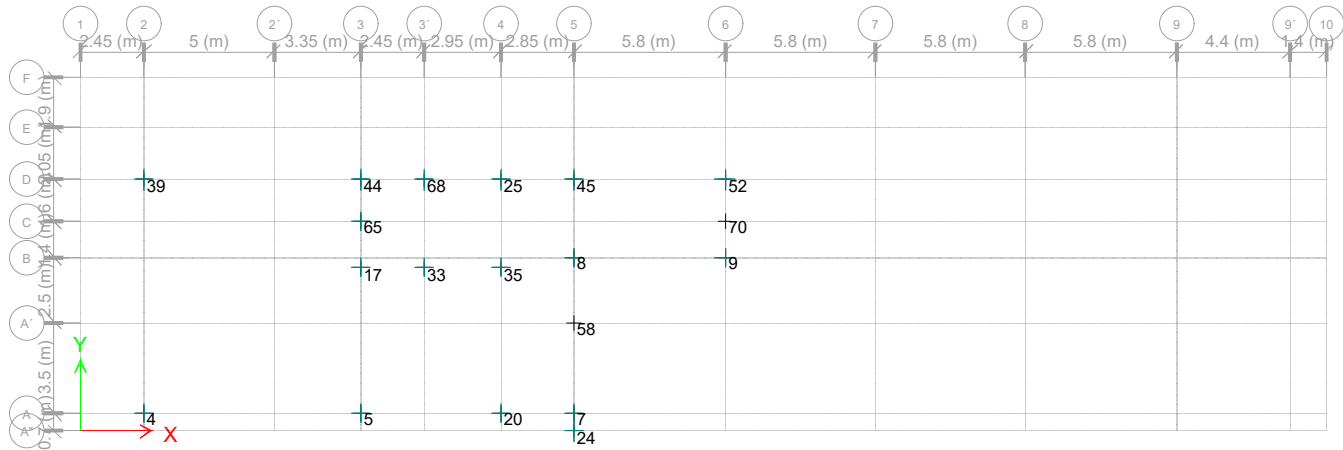 1 2 2´ 3 3´ 4 5 6 7 8 9 9´ 10
2.45 (m) 5 (m) 3.35 (m) 2.45 (m) 2.95 (m) 2.85 (m) 5.8 (m) 5.8 (m) 5.8 (m) 5.8 (m) 4.4 (m) 1.4 (m)
F
E
D
39 44 68 25 45 52
C
65 70
B
8 9
17 33 35
2.5 (m)
A´
58
Y
3.5 (m)
A
4 5 20 7
X
24